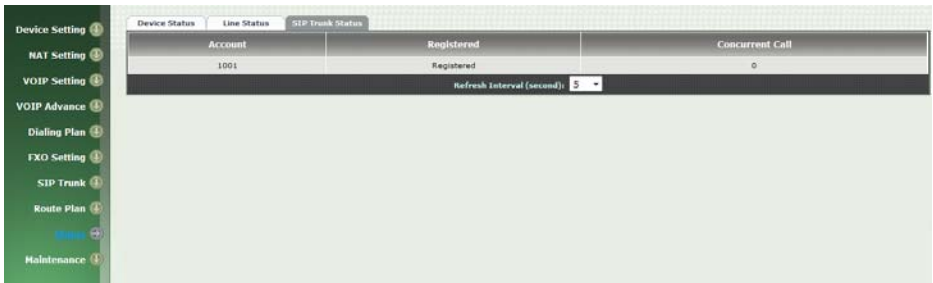 Device Setting
NAT Setting
VOIP Setting
VOIP Advance
Dialing Plan
FXO Setting
SIP Trunk
Route Plan
Status
Maintenance
Device Status Line Status SIP Trunk Status
Account Registered Concurrent Call
1001 Registered 0
Refresh Interval (second): 5